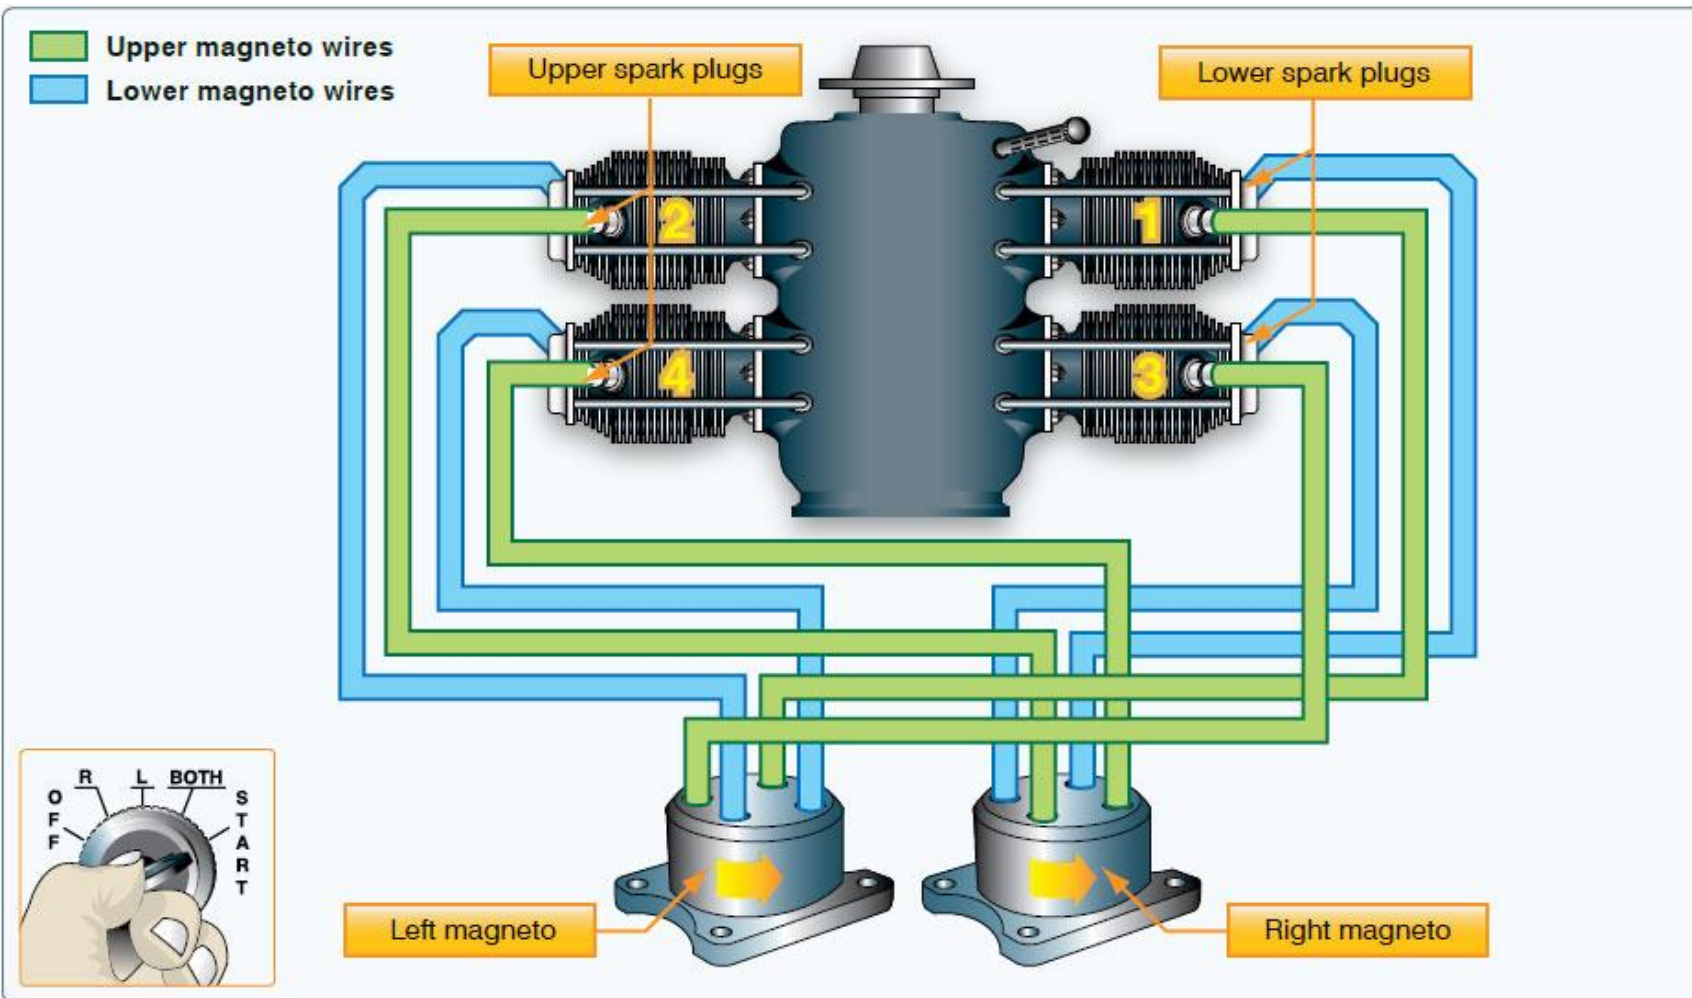 Upper magneto wires
Lower magneto wires
Upper spark plugs
Lower spark plugs
2
1
4
3
OFF
R
L
BOTH
START
Left magneto
Right magneto